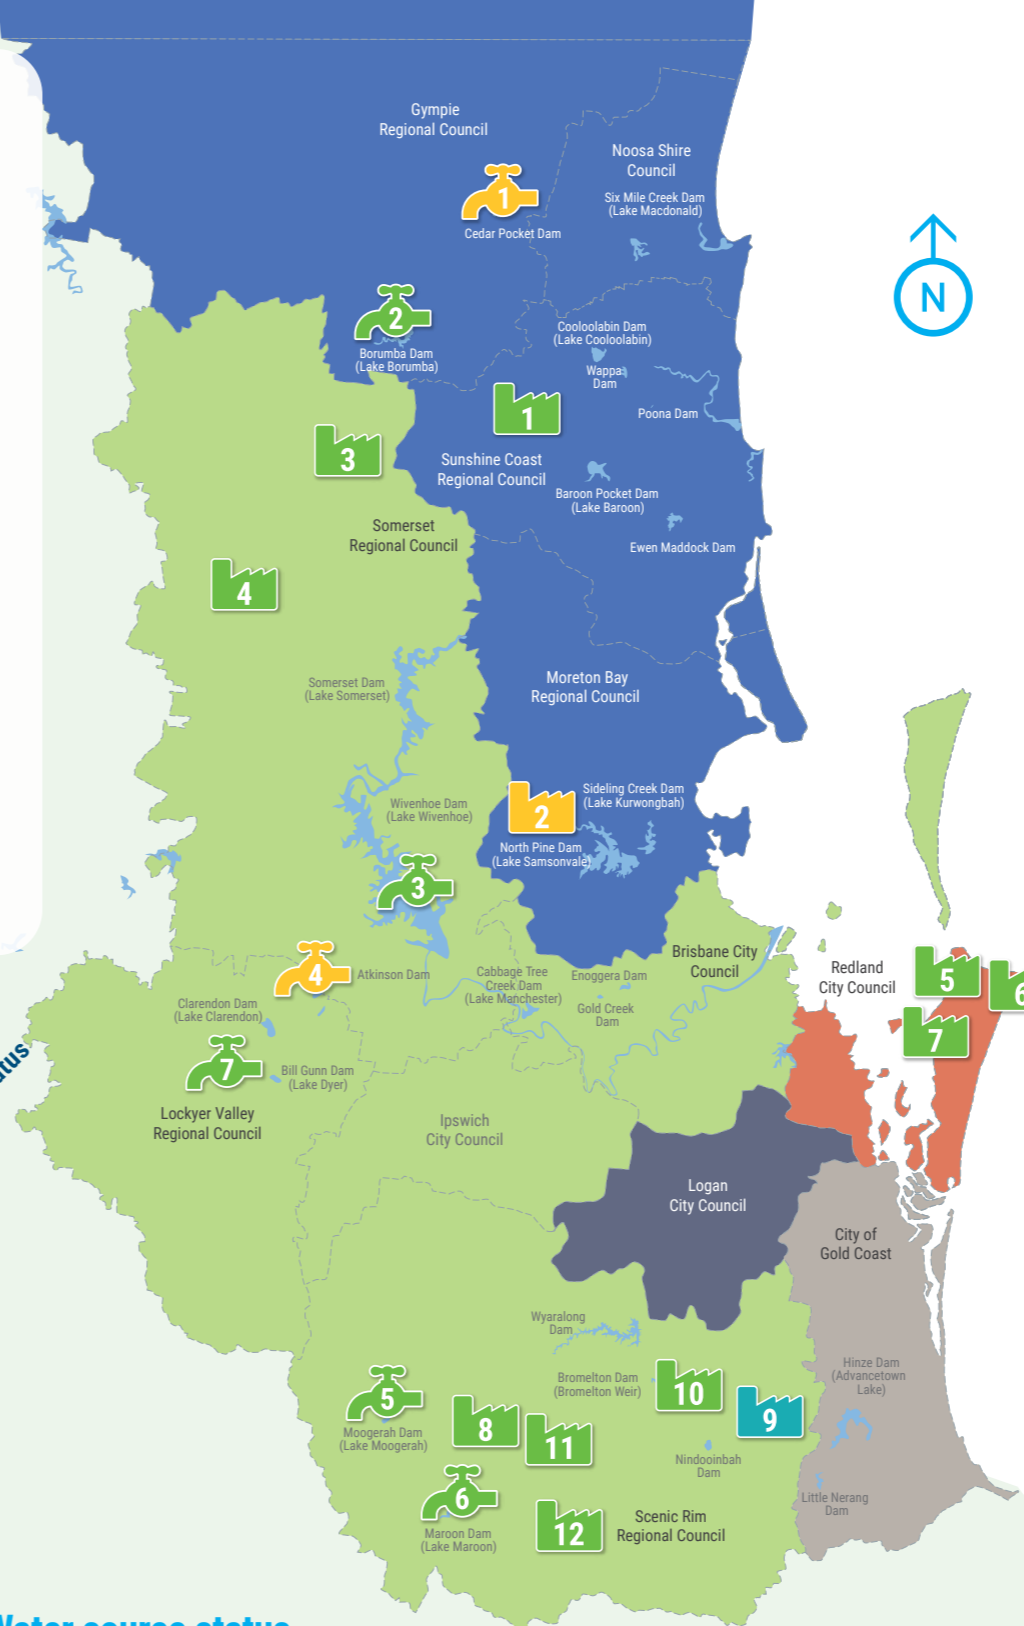 Gympie
Regional Council
Noosa Shire
Council
Six Mile Creek Dam
(Lake Macdonald)
1
Cedar Pocket Dam
N
2
Borumba Dam
(Lake Borumba)
Cooloolabin Dam
(Lake Cooloolabin)
Wappa
Dam
Poona Dam
1
3
Sunshine Coast
Regional Council
Baroon Pocket Dam
(Lake Baroon)
Ewen Maddock Dam
Somerset
Regional Council
4
Somerset Dam
(Lake Somerset)
Moreton Bay
Regional Council
Wivenhoe Dam
(Lake Wivenhoe)
2
Sideling Creek Dam
(Lake Kurwongbah)
North Pine Dam
(Lake Samsonvale)
3
4
Atkinson Dam
Cabbage Tree
Creek Dam
(Lake Manchester)
Enoggera Dam
Gold Creek
Dam
Brisbane City
Council
Redland
City Council
5
6
7
Clarendon Dam
(Lake Clarendon)
7
Bill Gunn Dam
(Lake Dyer)
Lockyer Valley
Regional Council
Ipswich
City Council
Logan
City Council
City of
Gold Coast
Wyaralong
Dam
Bromelton Dam
(Bromelton Weir)
10
9
Hinze Dam
(Advancetown
Lake)
5
Moogerah Dam
(Lake Moogerah)
8
11
Nindooinbah
Dam
Little Nerang
Dam
6
Maroon Dam
(Lake Maroon)
12
Scenic Rim
Regional Council
Water source status